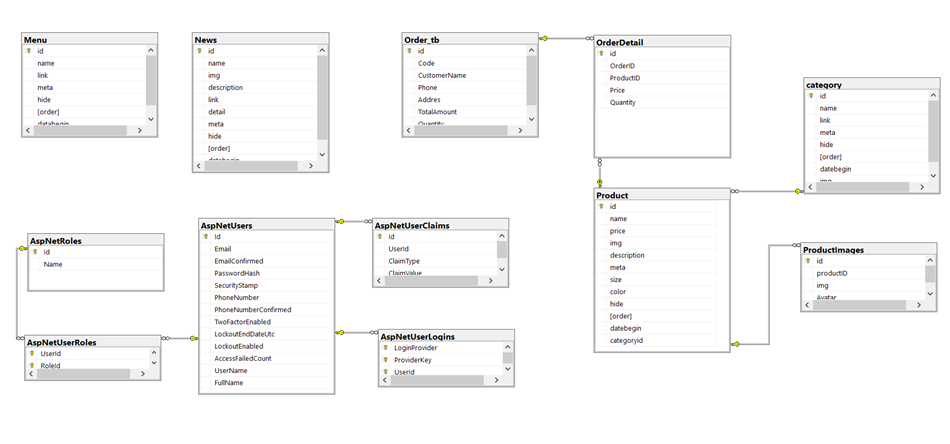 Menu
id
name
link
meta
hide
[order]
databegin
News
id
name
img
description
link
detail
meta
hide
[order]
datebegin
Order_tb
id
Code
CustomerName
Phone
Addres
TotalAmount
Quantity
OrderDetail
id
OrderID
ProductID
Price
Quantity
category
id
name
link
meta
hide
[order]
datebegin
img
Product
id
name
price
img
description
meta
size
color
hide
[order]
datebegin
categoryid
ProductImages
id
productID
img
Avatar
AspNetRoles
Id
Name
AspNetUsers
Id
Email
EmailConfirmed
PasswordHash
SecurityStamp
PhoneNumber
PhoneNumberConfirmed
TwoFactorEnabled
LockoutEndDateUtc
LockoutEnabled
AccessFailedCount
UserName
FullName
AspNetUserClaims
Id
UserId
ClaimType
ClaimValue
AspNetUserRoles
UserId
RoleId
AspNetUserLogins
LoginProvider
ProviderKey
UserId